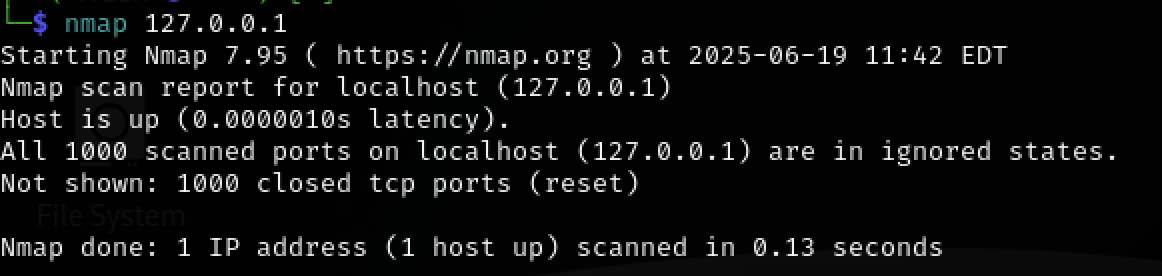 └─$ nmap 127.0.0.1
Starting Nmap 7.95 ( https://nmap.org ) at 2025-06-19 11:42 EDT
Nmap scan report for localhost (127.0.0.1)
Host is up (0.0000010s latency).
All 1000 scanned ports on localhost (127.0.0.1) are in ignored states.
Not shown: 1000 closed tcp ports (reset)
File System
Nmap done: 1 IP address (1 host up) scanned in 0.13 seconds